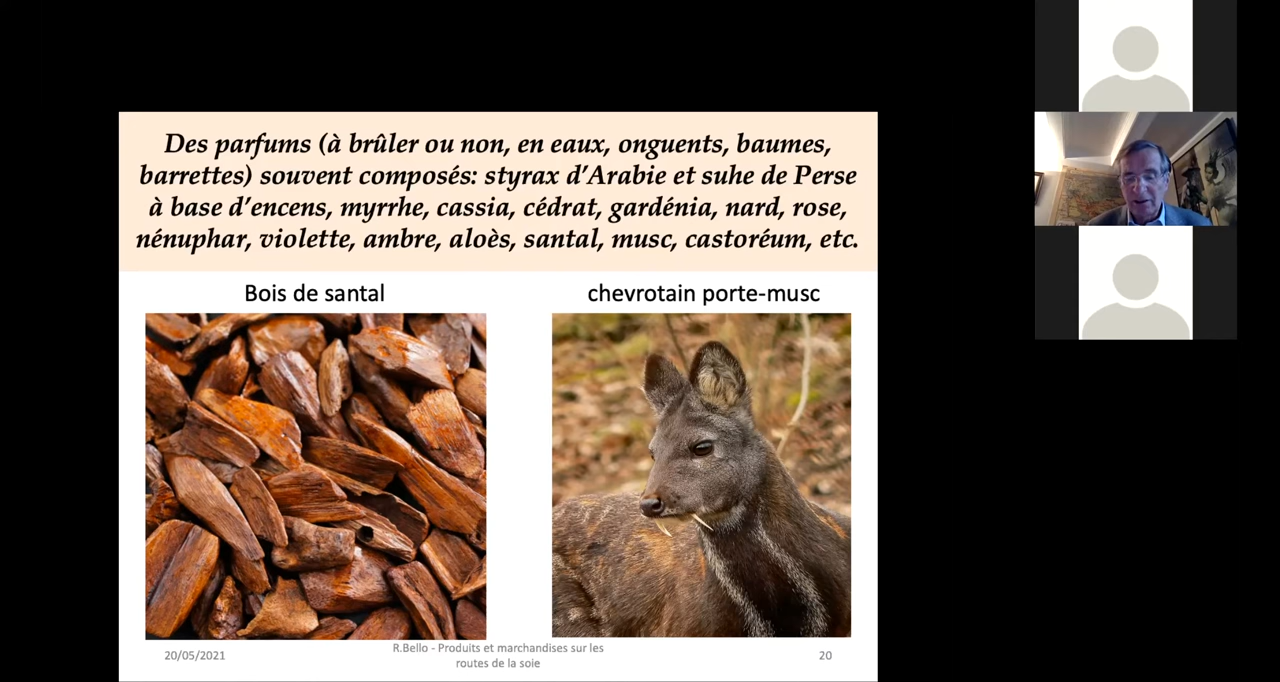 Des parfums (à brûler ou non, en eaux, onguents, baumes,
barrettes) souvent composés: styrax d'Arabie et suhe de Perse
à base d'encens, myrrhe, cassia, cédrat, gardénia, nard, rose,
nénuphar, violette, ambre, aloès, santal, musc, castoréum, etc.
Bois de santal
chevrotain porte-musc
20/05/2021
R.Bello - Produits et marchandises sur les
routes de la soie
20